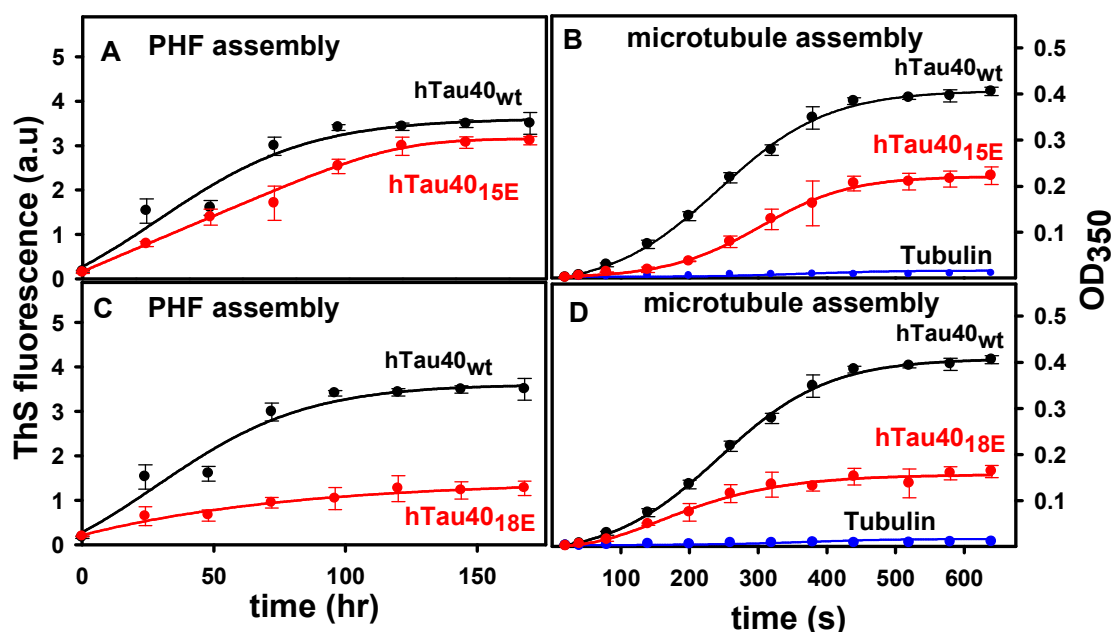 A
PHF assembly
hTau40wt
hTau4015E
5
4
3
2
1
0
B
microtubule assembly
hTau40wt
hTau4015E
Tubulin
0.5
0.4
0.3
0.2
0.1
C
PHF assembly
hTau40wt
hTau4018E
5
4
3
2
1
0
0 50 100 150
time (hr)
ThS fluorescence (a.u)
D
microtubule assembly
hTau40wt
hTau4018E
Tubulin
0.5
0.4
0.3
0.2
0.1
100 200 300 400 500 600
time (s)
OD350